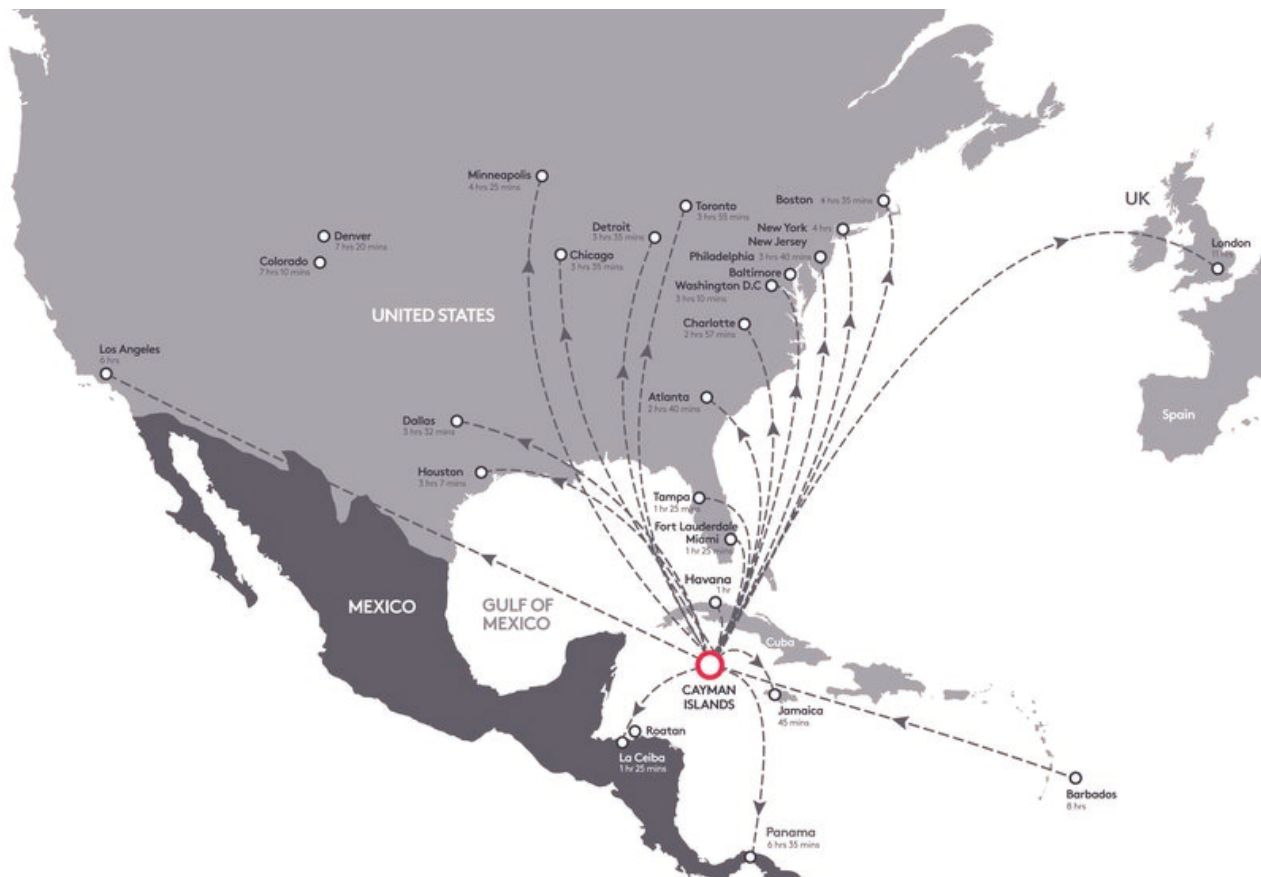 Minneapolis
4 hrs 25 mins
Toronto
3 hrs 55 mins
Boston 4 hrs 35 mins
UK
Detroit
3 hrs 35 mins
New York 4 hrs
New Jersey
Denver
7 hrs 20 mins
Chicago
3 hrs 35 mins
Philadelphia 3 hrs 40 mins
London
11 hrs
Colorado
7 hrs 10 mins
Baltimore
Washington D.C
3 hrs 10 mins
UNITED STATES
Charlotte
2 hrs 57 mins
Los Angeles
6 hrs
Atlanta
2 hrs 40 mins
Spain
Dallas
3 hrs 32 mins
Houston
3 hrs 7 mins
Tampa
1 hr 25 mins
Fort Lauderdale
Miami
1 hr 25 mins
Havana
1 hr
MEXICO
GULF OF
MEXICO
Cuba
CAYMAN
ISLANDS
Jamaica
45 mins
Roatan
La Ceiba
1 hr 25 mins
Barbados
8 hrs
Panama
6 hrs 35 mins